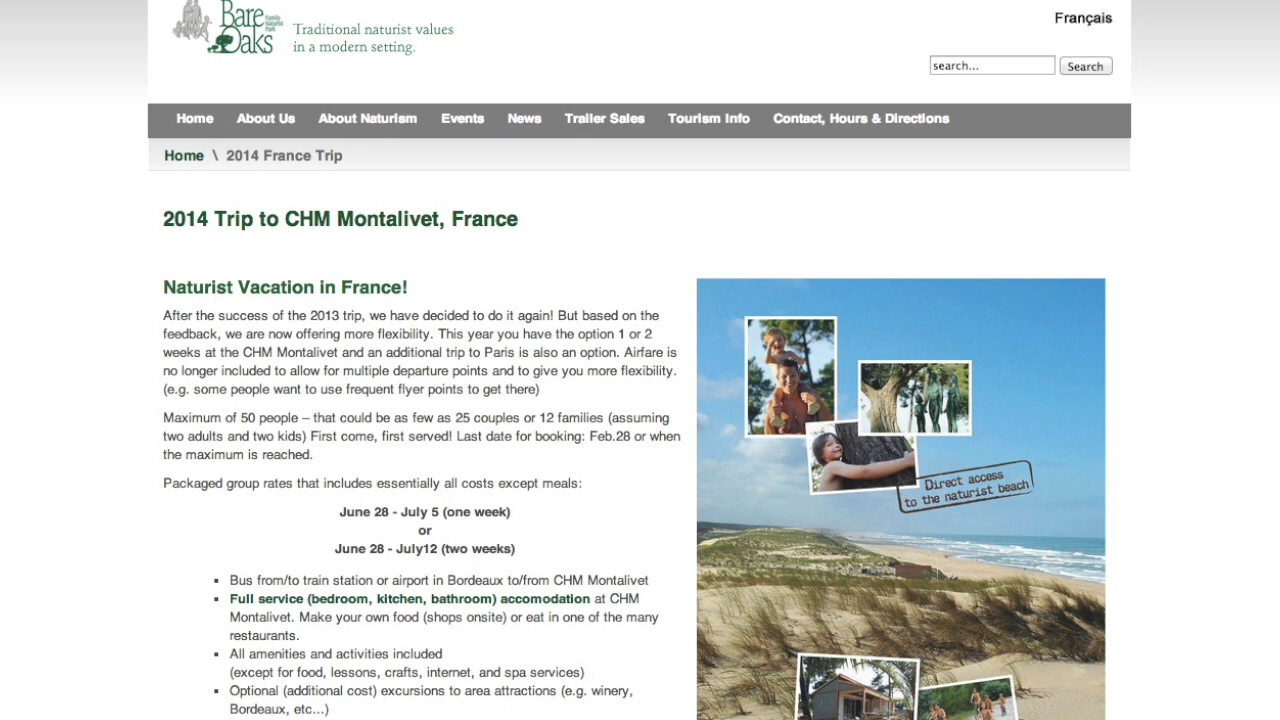 Bare Oaks
Family Naturist Park
Traditional naturist values
in a modern setting.
Français
search...
Search
Home About Us About Naturism Events News Trailer Sales Tourism Info Contact, Hours & Directions
Home \ 2014 France Trip
2014 Trip to CHM Montalivet, France
Naturist Vacation in France!
After the success of the 2013 trip, we have decided to do it again! But based on the
feedback, we are now offering more flexibility. This year you have the option 1 or 2
weeks at the CHM Montalivet and an additional trip to Paris is also an option. Airfare is
no longer included to allow for multiple departure points and to give you more flexibility.
(e.g. some people want to use frequent flyer points to get there)
Maximum of 50 people – that could be as few as 25 couples or 12 families (assuming
two adults and two kids) First come, first served! Last date for booking: Feb.28 or when
the maximum is reached.
Packaged group rates that includes essentially all costs except meals:
June 28 - July 5 (one week)
or
June 28 - July12 (two weeks)
Bus from/to train station or airport in Bordeaux to/from CHM Montalivet
Full service (bedroom, kitchen, bathroom) accomodation at CHM
Montalivet. Make your own food (shops onsite) or eat in one of the many
restaurants.
All amenities and activities included
(except for food, lessons, crafts, internet, and spa services)
Optional (additional cost) excursions to area attractions (e.g. winery,
Bordeaux, etc...)
Direct access
to the naturist beach